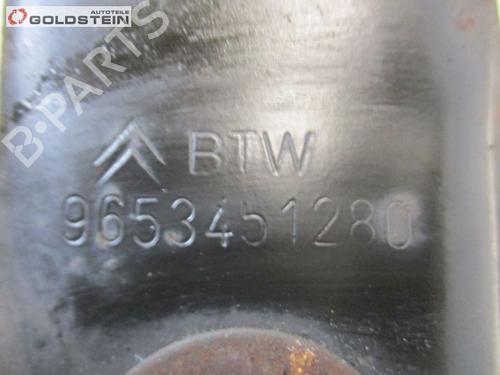 AUTOTEILE
GOLDSTEIN
B-PARTS
BTW
9653451280